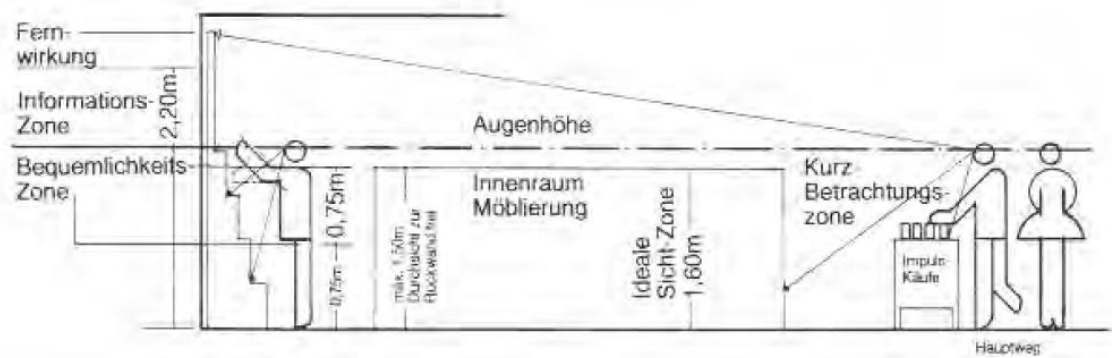 Fern-
wirkung
Informations-
Zone
2,20m
Bequemlichkeits-
Zone
0,75m
0,75m
Augenhöhe
Innenraum
Möblierung
max. 1,50m
Durchsicht zur
Rückwand frei
Ideale
Sicht-Zone
1,60m
Kurz-
Betrachtungs-
zone
Impuls-
Käufe
Hauptweg